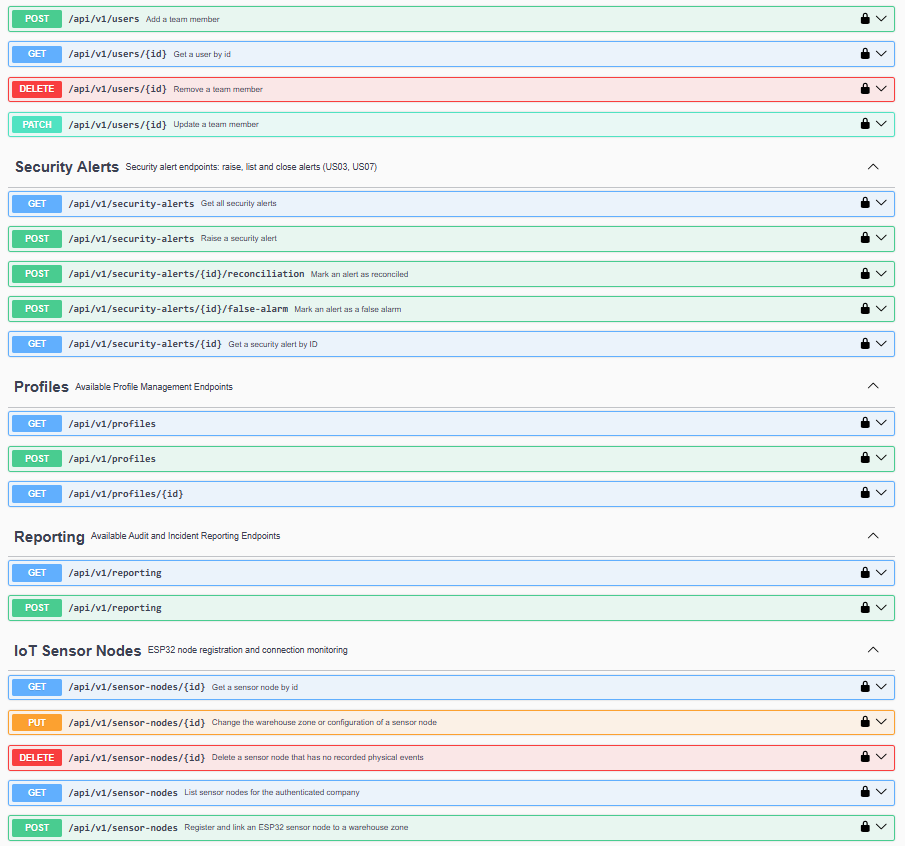 POST /api/v1/users Add a team member
GET /api/v1/users/{id} Get a user by id
DELETE /api/v1/users/{id} Remove a team member
PATCH /api/v1/users/{id} Update a team member
Security Alerts Security alert endpoints: raise, list and close alerts (US03, US07)
GET /api/v1/security-alerts Get all security alerts
POST /api/v1/security-alerts Raise a security alert
POST /api/v1/security-alerts/{id}/reconciliation Mark an alert as reconciled
POST /api/v1/security-alerts/{id}/false-alarm Mark an alert as a false alarm
GET /api/v1/security-alerts/{id} Get a security alert by ID
Profiles Available Profile Management Endpoints
GET /api/v1/profiles
POST /api/v1/profiles
GET /api/v1/profiles/{id}
Reporting Available Audit and Incident Reporting Endpoints
GET /api/v1/reporting
POST /api/v1/reporting
IoT Sensor Nodes ESP32 node registration and connection monitoring
GET /api/v1/sensor-nodes/{id} Get a sensor node by id
PUT /api/v1/sensor-nodes/{id} Change the warehouse zone or configuration of a sensor node
DELETE /api/v1/sensor-nodes/{id} Delete a sensor node that has no recorded physical events
GET /api/v1/sensor-nodes List sensor nodes for the authenticated company
POST /api/v1/sensor-nodes Register and link an ESP32 sensor node to a warehouse zone